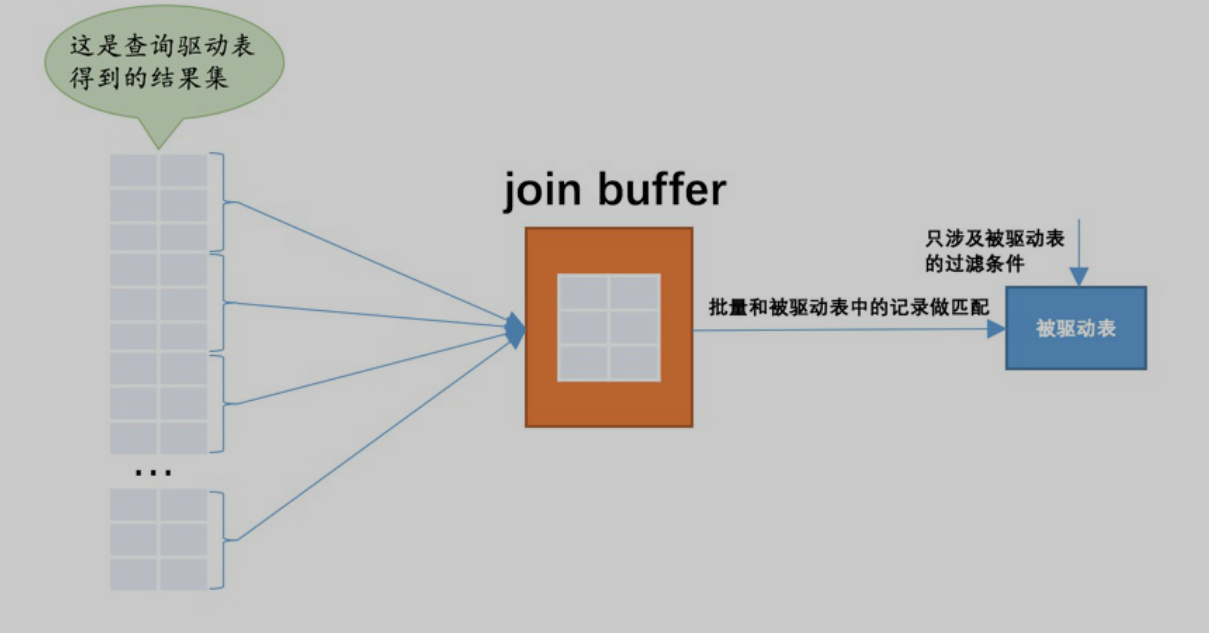 这是查询驱动表
得到的结果集
join buffer
只涉及被驱动表
的过滤条件
批量和被驱动表中的记录做匹配
被驱动表
...